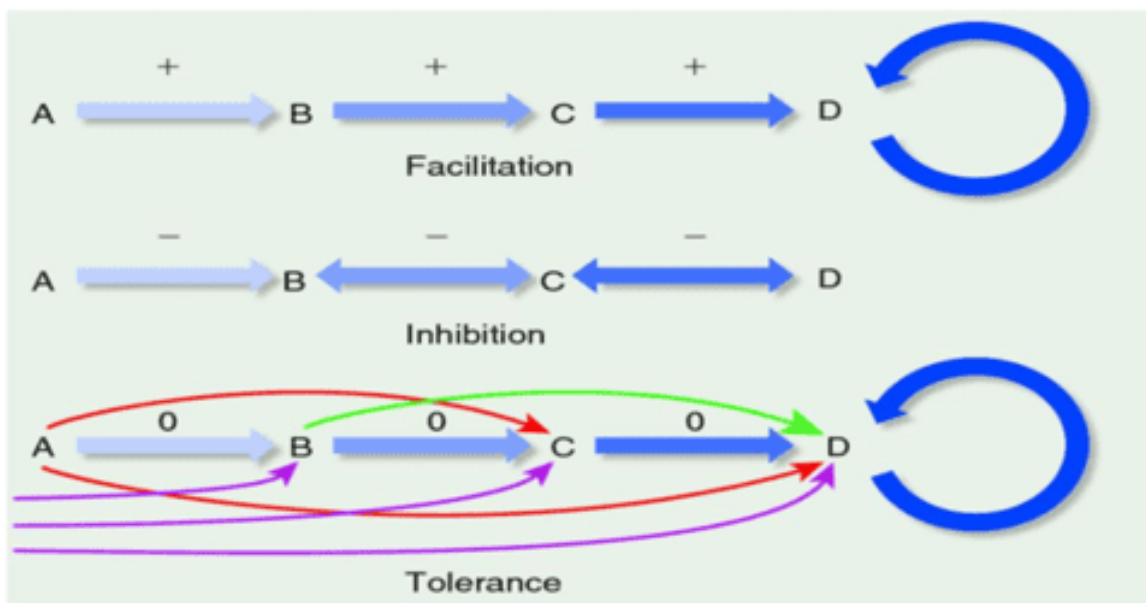 + + +
A B C D
Facilitation
– – –
A B C D
Inhibition
0 0 0
A B C D
Tolerance